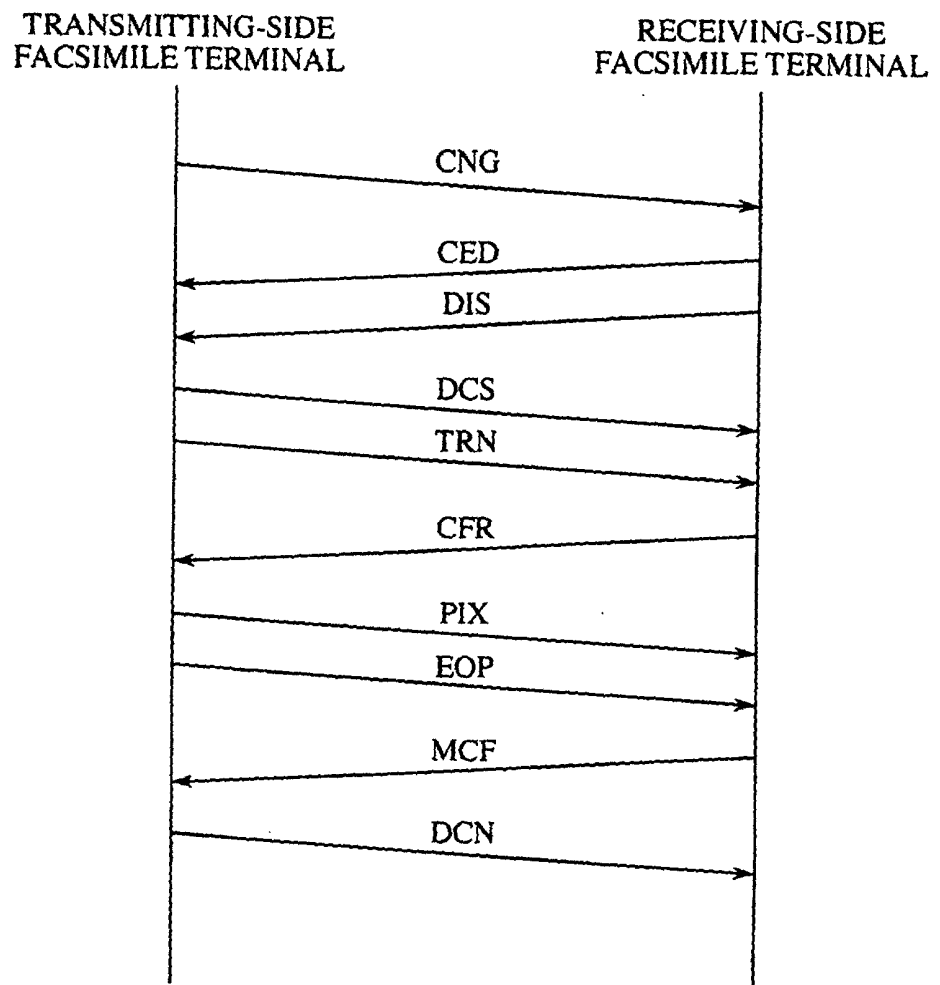 TRANSMITTING-SIDE
FACSIMILE TERMINAL
RECEIVING-SIDE
FACSIMILE TERMINAL
CNG
CED
DIS
DCS
TRN
CFR
PIX
EOP
MCF
DCN